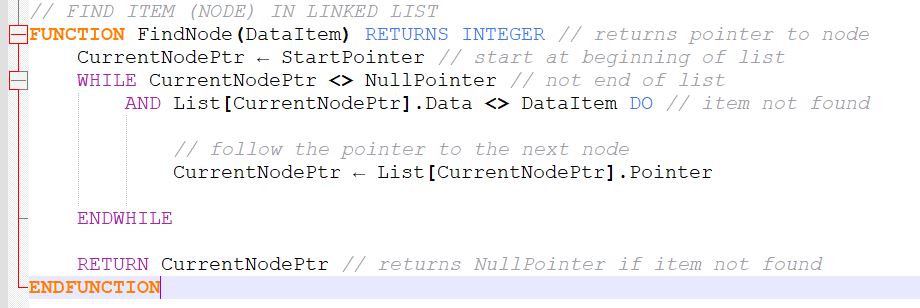 // FIND ITEM (NODE) IN LINKED LIST
FUNCTION FindNode(DataItem) RETURNS INTEGER // returns pointer to node
CurrentNodePtr ← StartPointer // start at beginning of list
WHILE CurrentNodePtr <> NullPointer // not end of list
AND List[CurrentNodePtr].Data <> DataItem DO // item not found
// follow the pointer to the next node
CurrentNodePtr ← List[CurrentNodePtr].Pointer
ENDWHILE
RETURN CurrentNodePtr // returns NullPointer if item not found
ENDFUNCTION